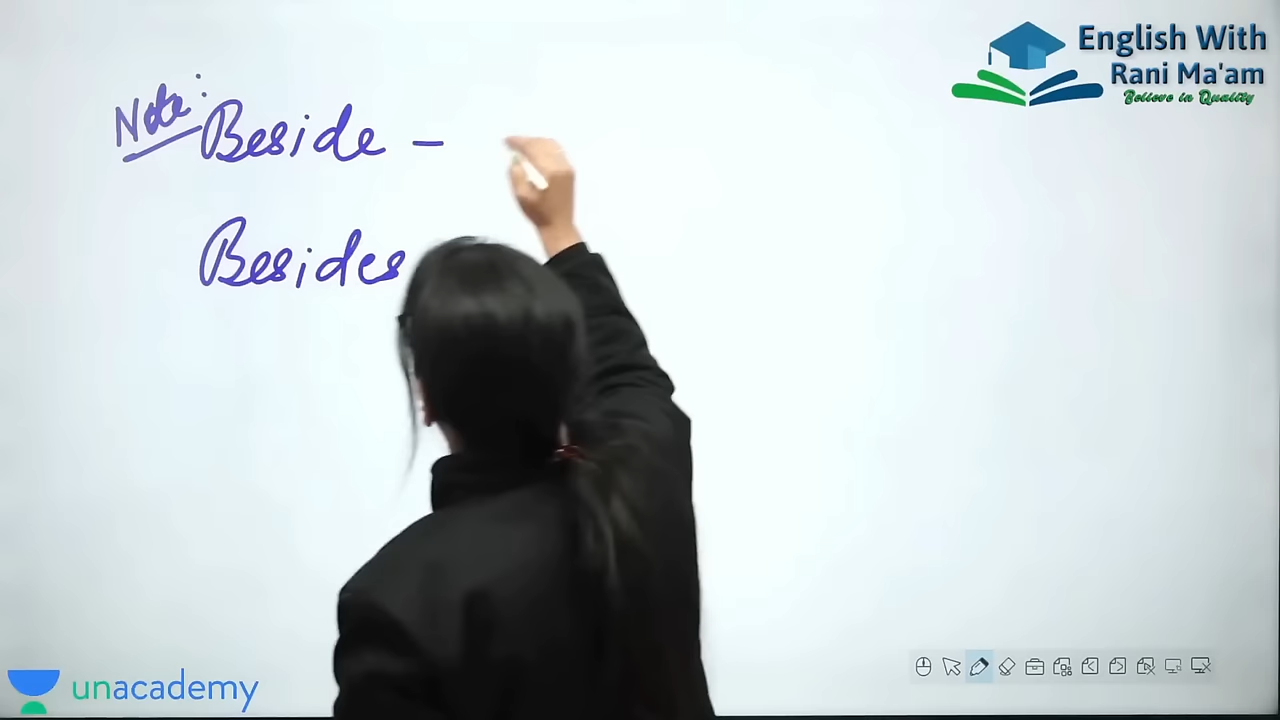 English With
Rani Ma'am
Believe in Quality
Note:
Beside –
Besides
unacademy